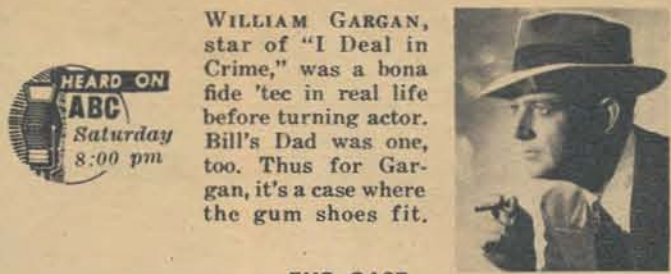 HEARD ON
ABC
Saturday
8:00 pm
WILLIAM GARGAN,
star of "I Deal in
Crime," was a bona
fide 'tec in real life
before turning actor.
Bill's Dad was one,
too. Thus for Gar-
gan, it's a case where
the gum shoes fit.